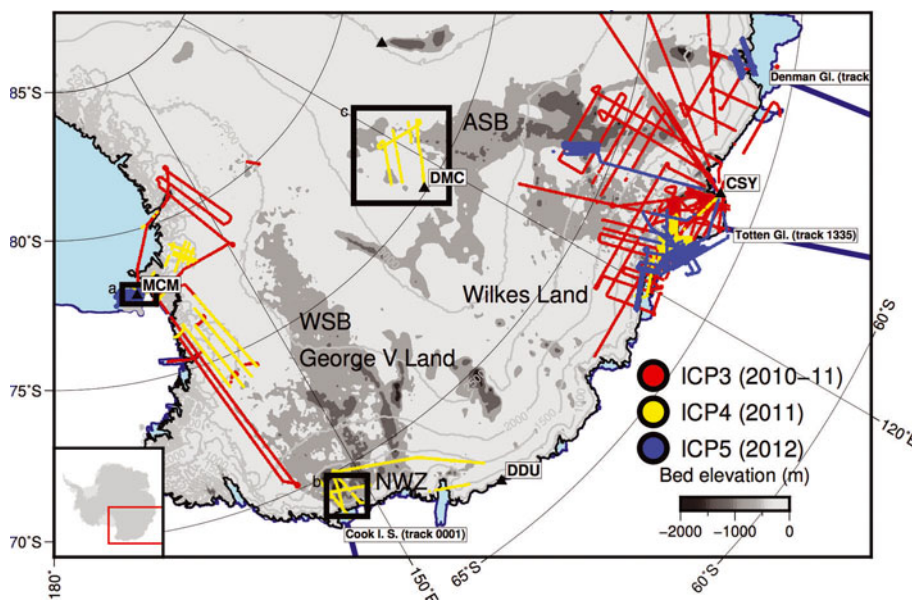 85°S
80°S
75°S
70°S
180°
150°E
65°S
60°S
120°E
60°S
c
ASB
DMC
Denman Gl. (track
CSY
Totten Gl. (track 1335)
a
MCM
Wilkes Land
WSB
George V Land
2000
1500
ICP3 (2010–11)
ICP4 (2011)
ICP5 (2012)
Bed elevation (m)
−2000
−1000
0
b
NWZ
DDU
Cook I. S. (track 0001)